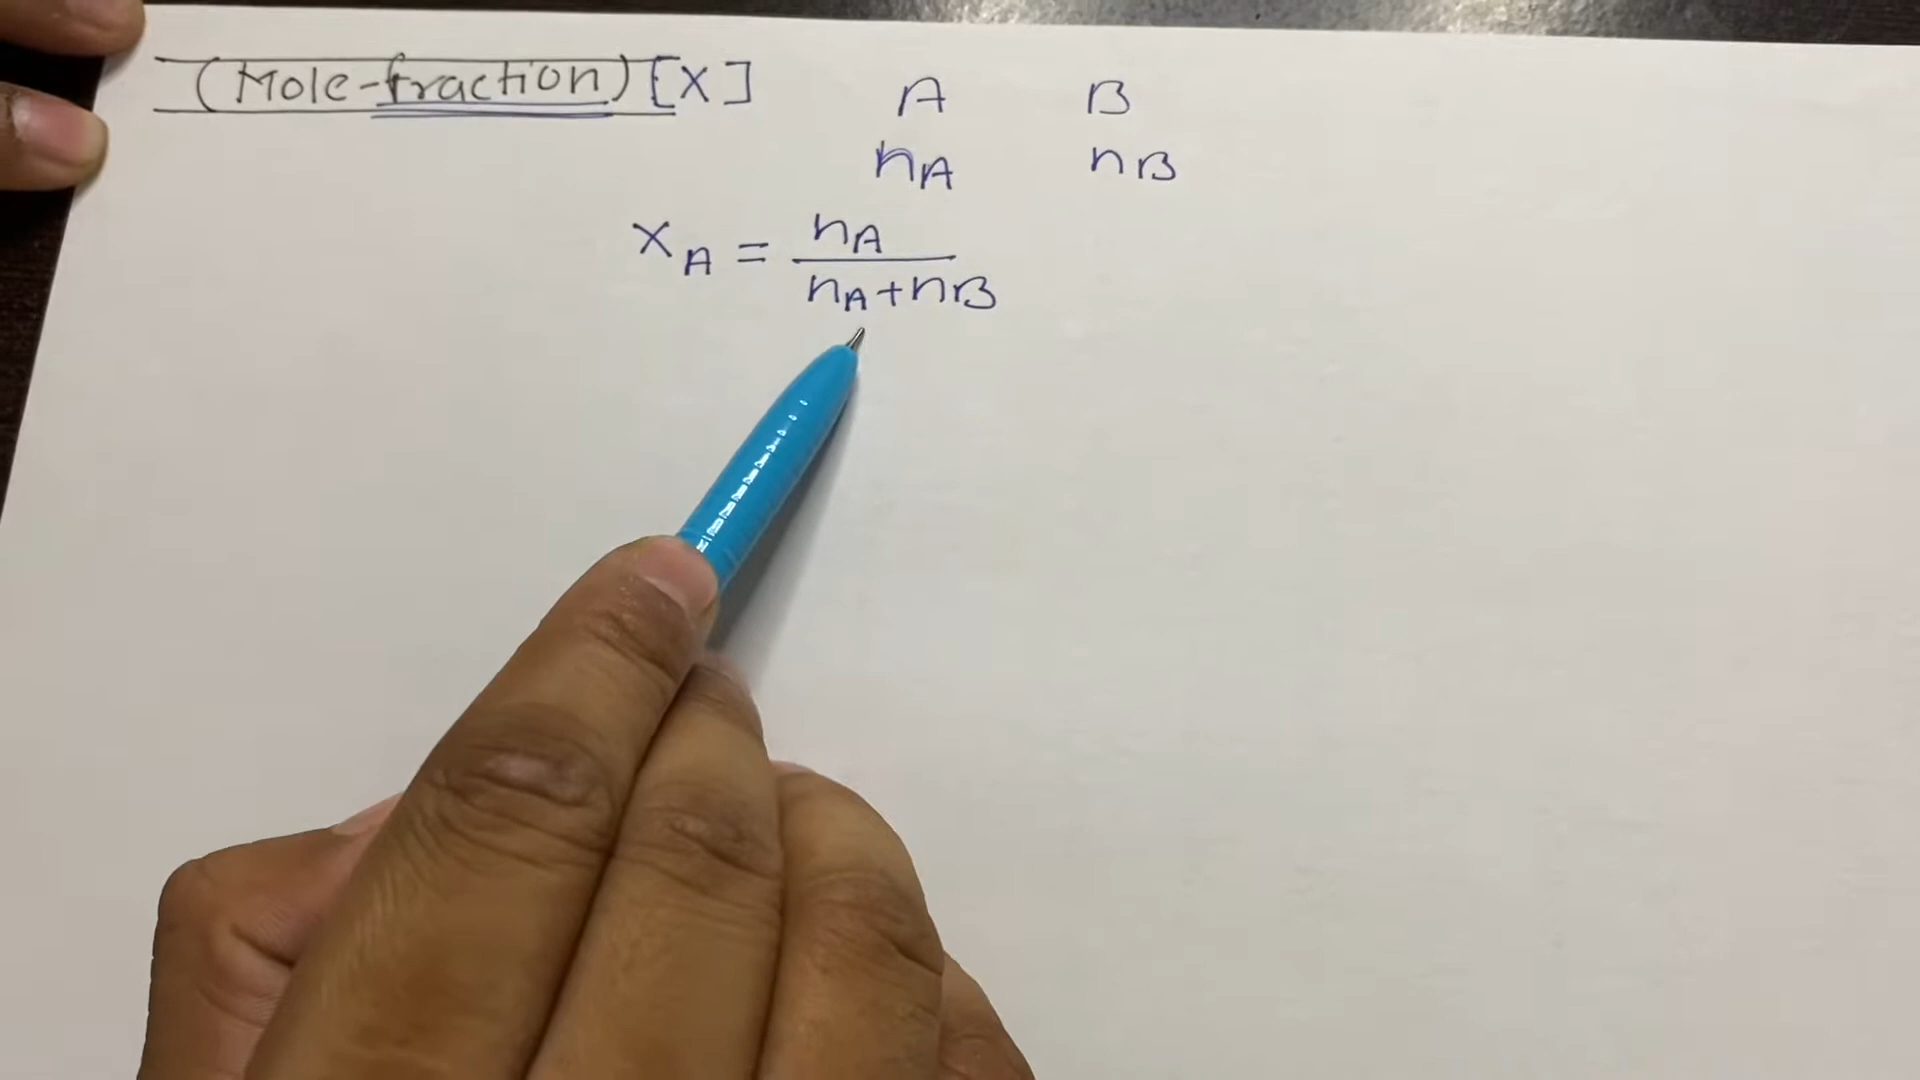 (Mole-fraction) [X]
A B
nA nB
XA = nA / nA+nB